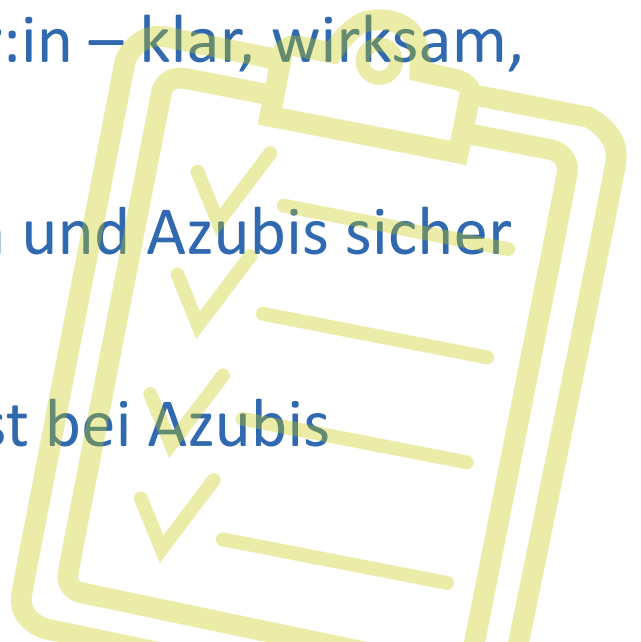 :in – klar, wirksam,
und Azubis sicher
st bei Azubis